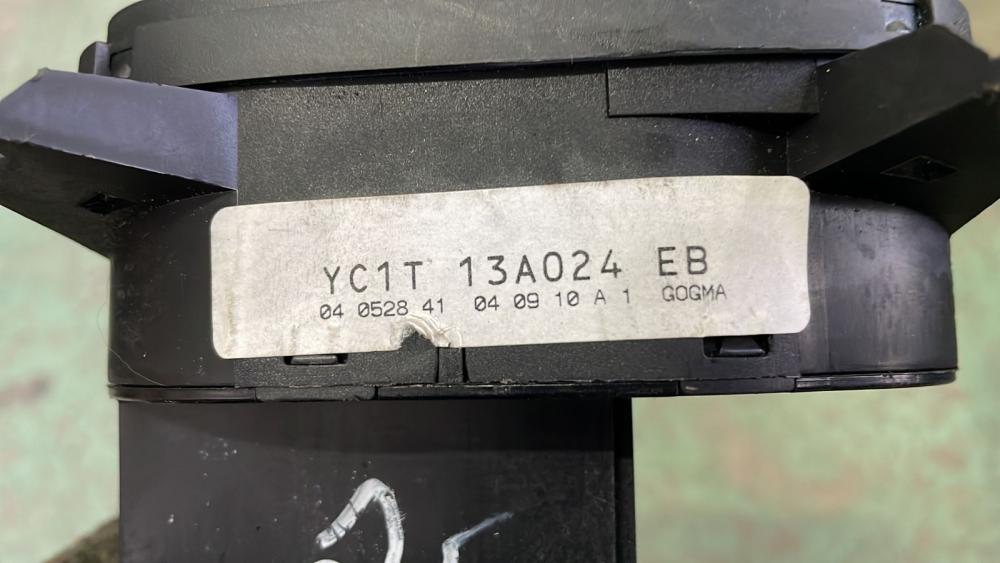 YC1T 13A024 EB
04 0528 41 04 09 10 A 1 GOGMA